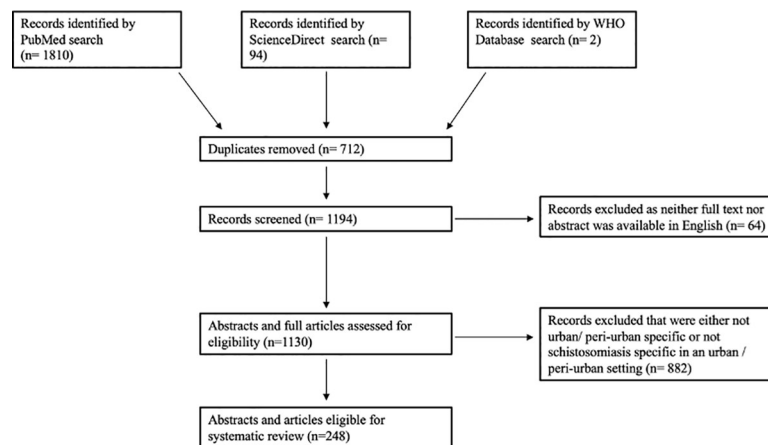 Records identified by
PubMed search
(n= 1810)
Records identified by
ScienceDirect search (n=
94)
Records identified by WHO
Database search (n= 2)
Duplicates removed (n= 712)
Records screened (n= 1194)
Records excluded as neither full text nor
abstract was available in English (n= 64)
Abstracts and full articles assessed for
eligibility (n=1130)
Records excluded that were either not
urban/ peri-urban specific or not
schistosomiasis specific in an urban /
peri-urban setting (n= 882)
Abstracts and articles eligible for
systematic review (n=248)